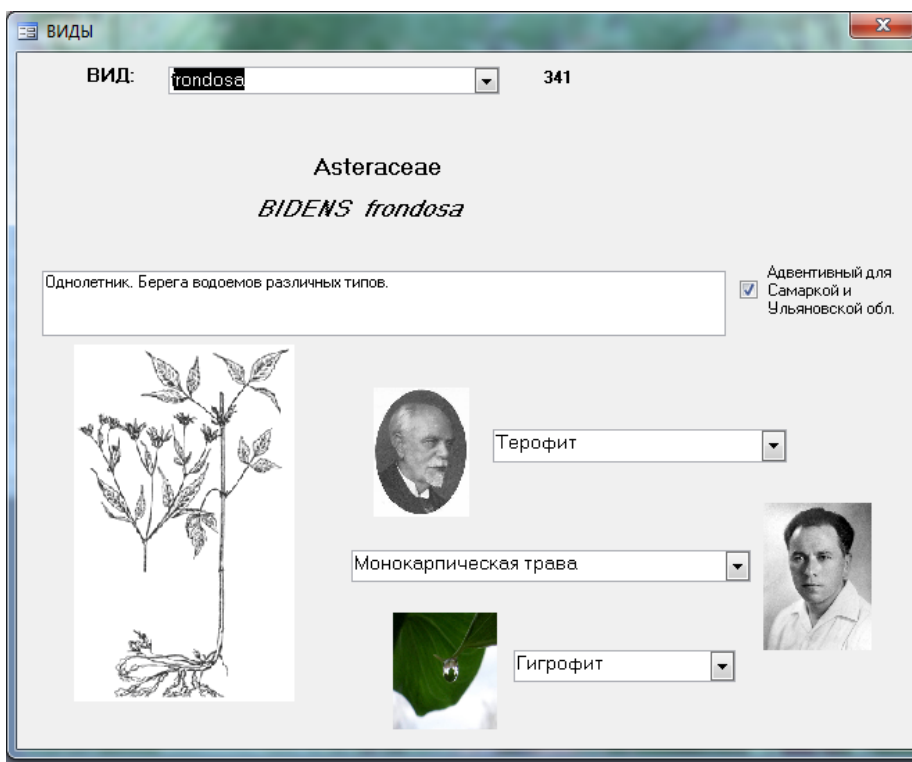 ВИДЫ
ВИД: frondosa 341
Asteraceae
BIDENS frondosa
Однолетник. Берега водоемов различных типов.
Адвентивный для
Самаркой и
Ульяновской обл.
Терофит
Монокарпическая трава
Гигрофит